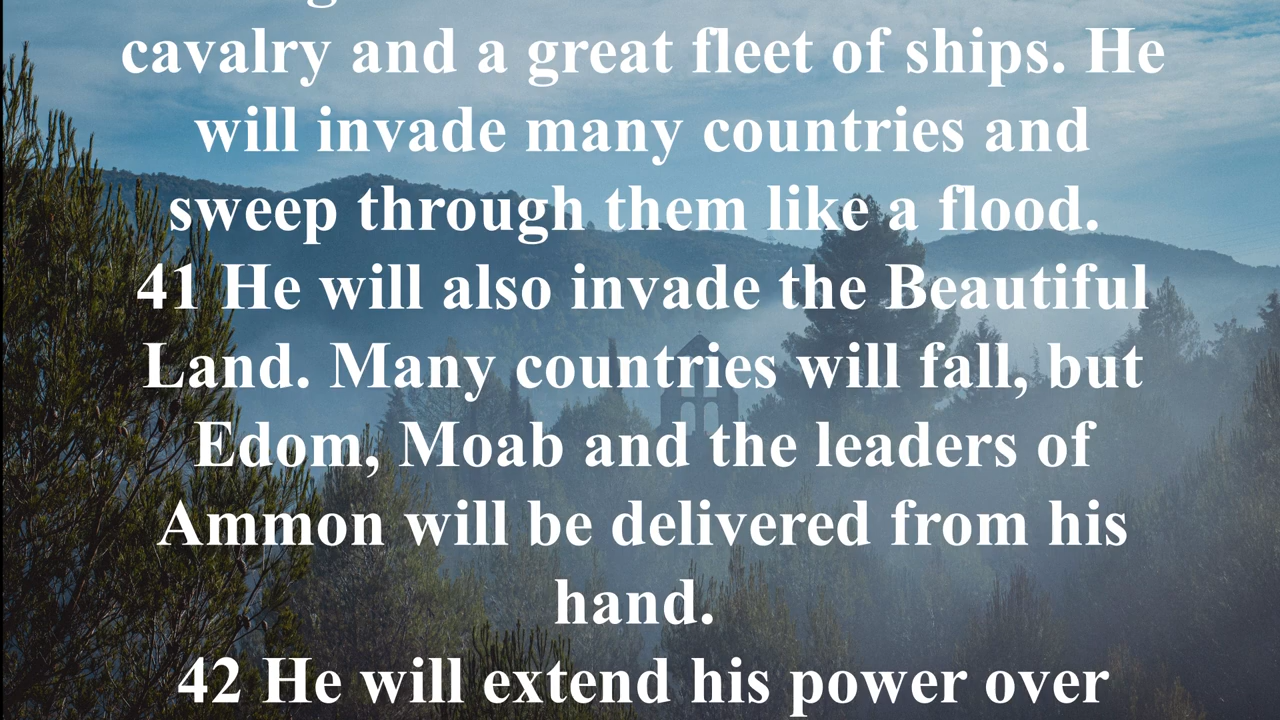 cavalry and a great fleet of ships. He
will invade many countries and
sweep through them like a flood.
41 He will also invade the Beautiful
Land. Many countries will fall, but
Edom, Moab and the leaders of
Ammon will be delivered from his
hand.
42 He will extend his power over